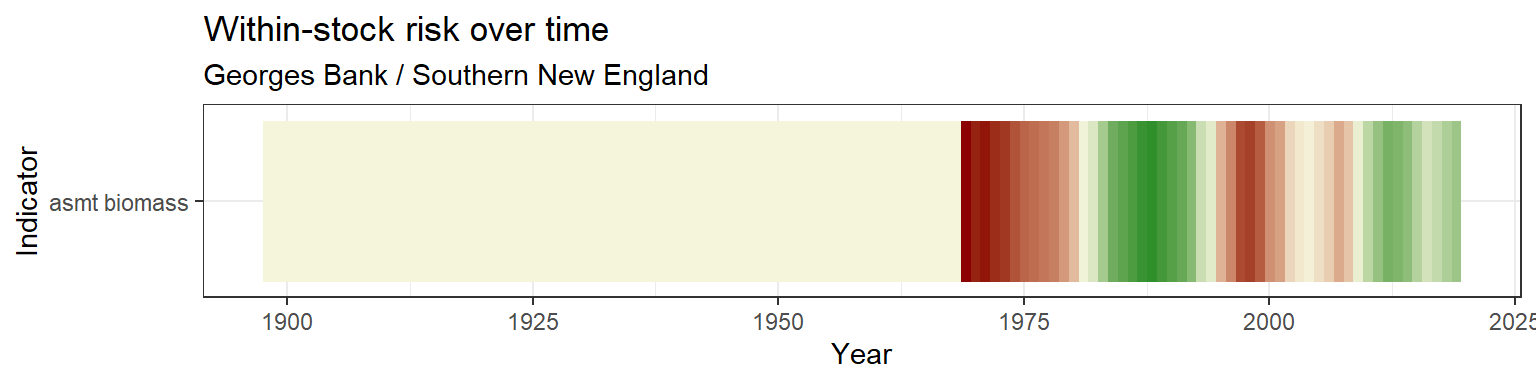 Within-stock risk over time
Georges Bank / Southern New England
Indicator
asmt biomass
1900 1925 1950 1975 2000 2025
Year